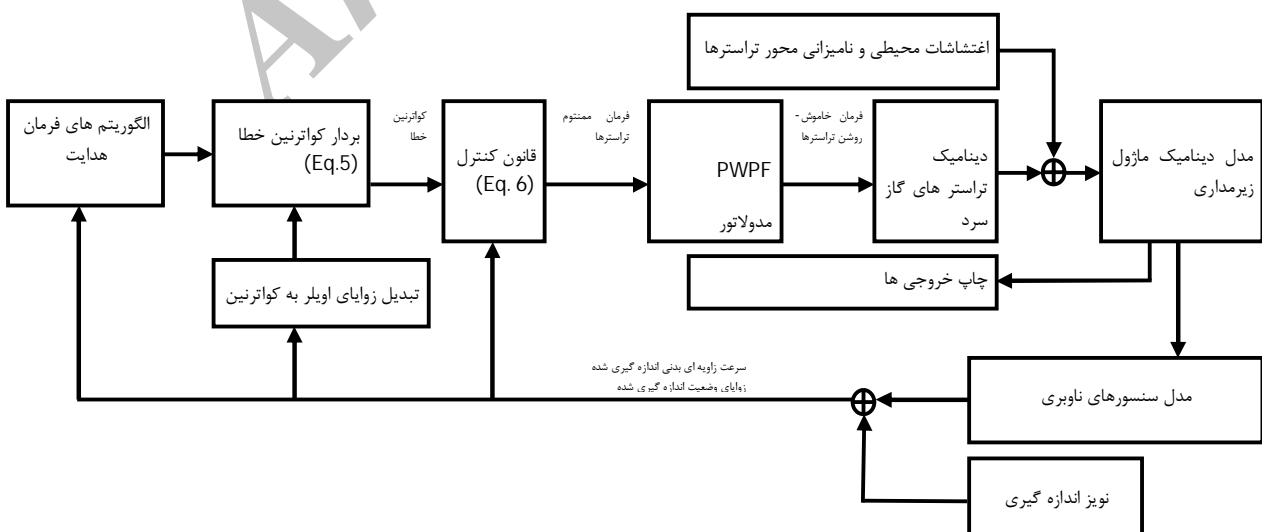 اغتشاشات محیطی و نامیزانی محور تراسترها
الگوریتم های فرمان
هدایت
بردار کواترنین خطا
(Eq.5)
کواترنین
خطا
قانون کنترل
(Eq. 6)
فرمان ممنتوم
تراسترها
PWPF
مدولاتور
فرمان خاموش-
روشن تراسترها
دینامیک
تراستر های گاز
سرد
مدل دینامیک ماژول
زیرمداری
تبدیل زوایای اویلر به کواترنین
چاپ خروجی ها
سرعت زاویه ای بدنی اندازه گیری شده
زوایای وضعیت اندازه گیری شده
مدل سنسورهای ناوبری
نویز اندازه گیری